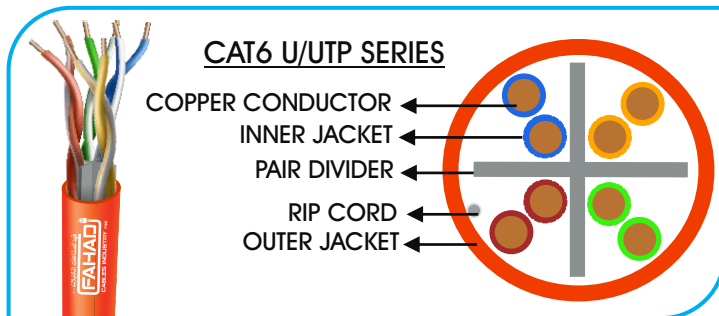 CAT6 U/UTP SERIES
COPPER CONDUCTOR
INNER JACKET
PAIR DIVIDER
RIP CORD
OUTER JACKET
FAHAD
CABLES INDUSTRY